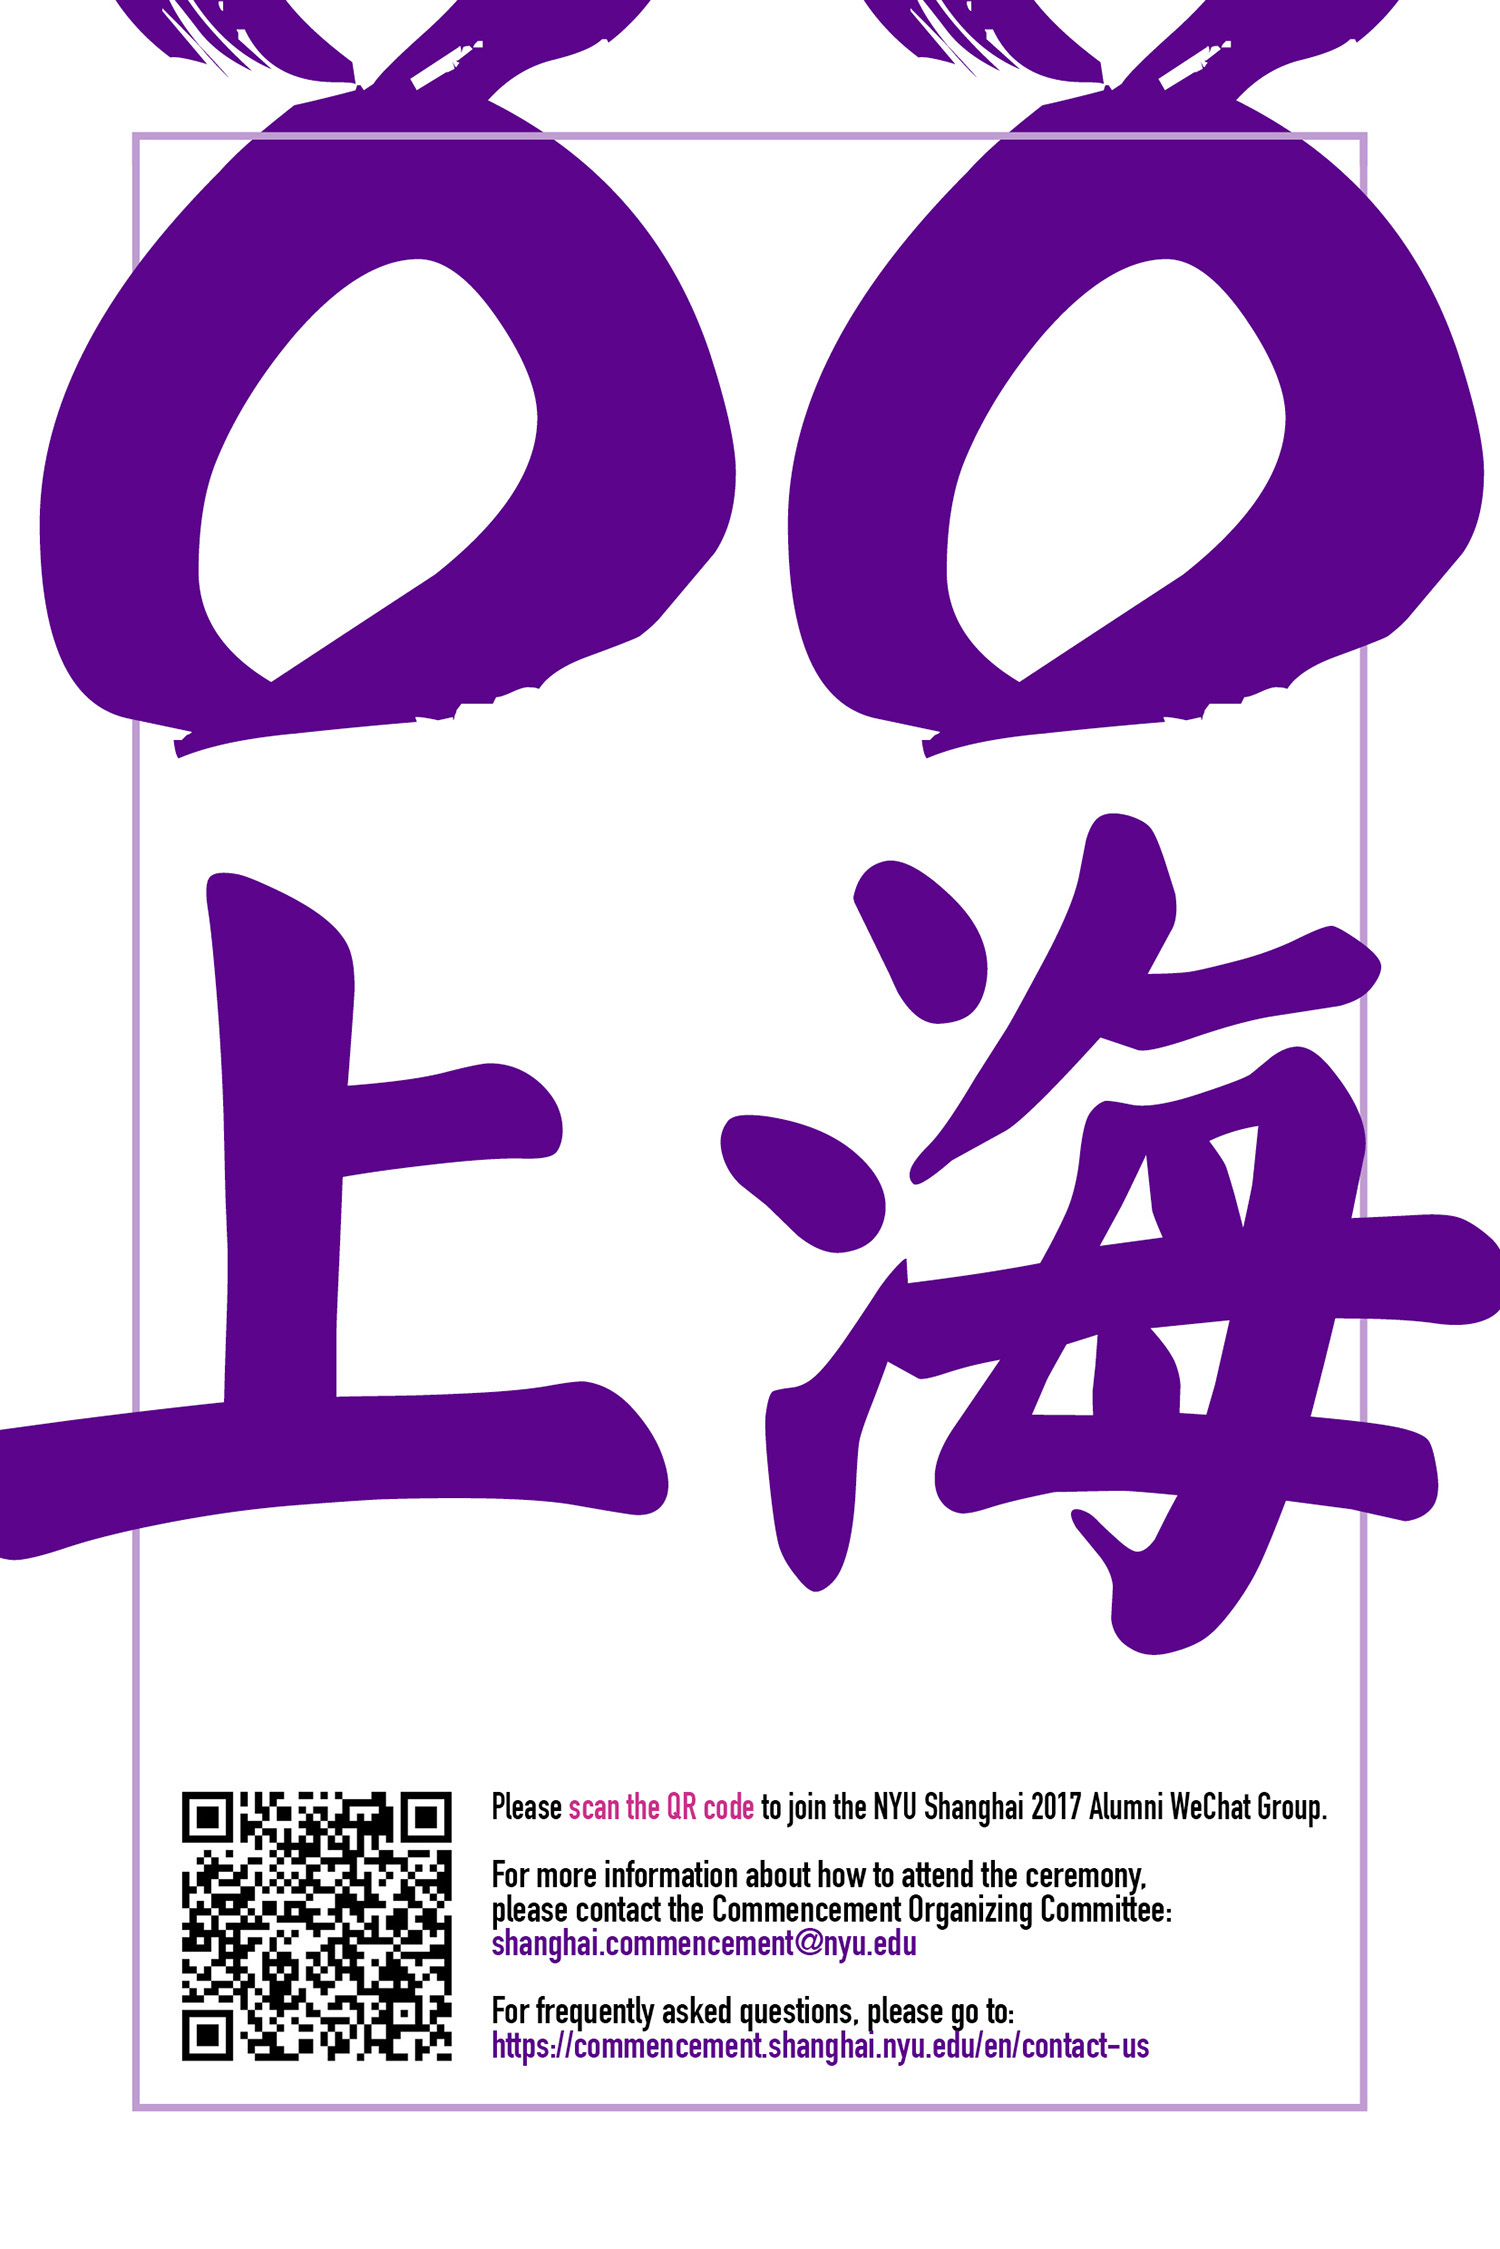 88
上海
Please scan the QR code to join the NYU Shanghai 2017 Alumni WeChat Group.
For more information about how to attend the ceremony,
please contact the Commencement Organizing Committee:
shanghai.commencement@nyu.edu
For frequently asked questions, please go to:
https://commencement.shanghai.nyu.edu/en/contact-us